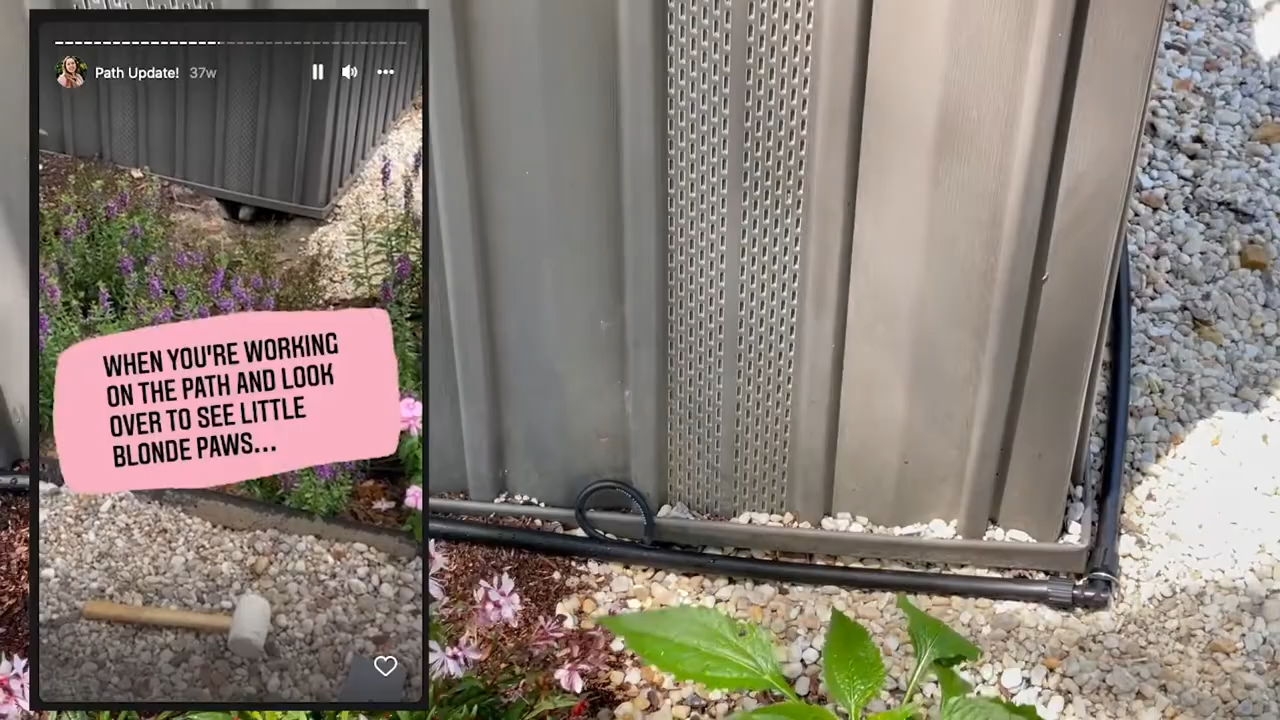 Path Update! 37w
WHEN YOU'RE WORKING
ON THE PATH AND LOOK
OVER TO SEE LITTLE
BLONDE PAWS...